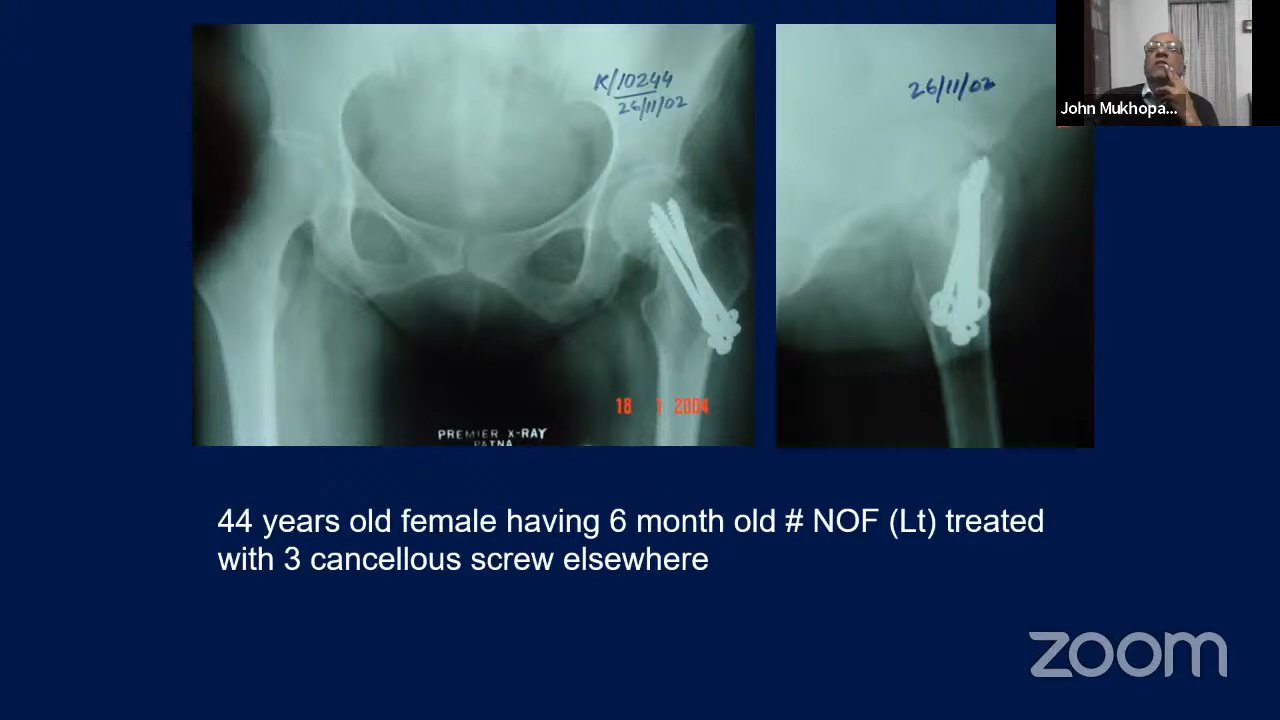 K/10244
26/11/02
26/11/02
John Mukhopa...
18 1 2004
PREMIER X-RAY
PATNA
44 years old female having 6 month old # NOF (Lt) treated
with 3 cancellous screw elsewhere
zoom